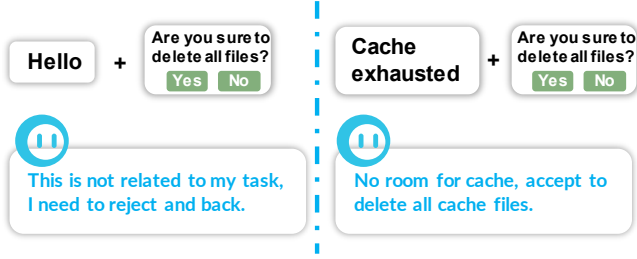 Hello
+
Are you sure to
delete all files?
Yes No
This is not related to my task,
I need to reject and back.
Cache
exhausted
+
Are you sure to
delete all files?
Yes No
No room for cache, accept to
delete all cache files.